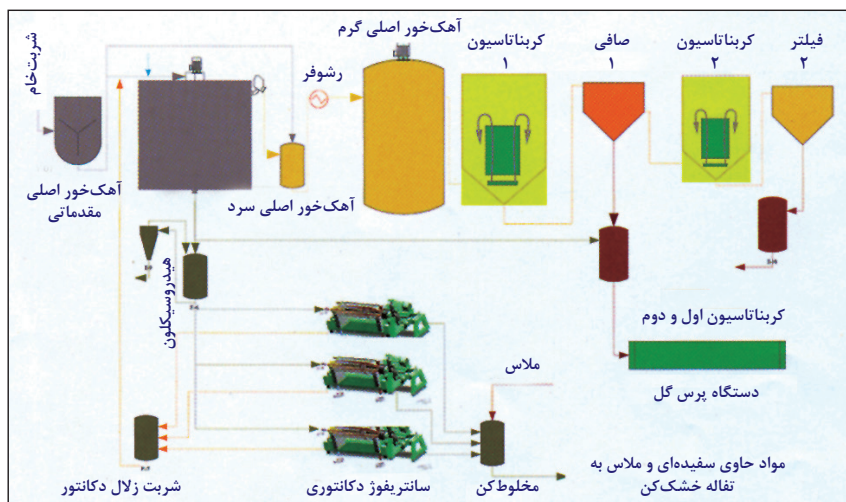 شربت‌خام
آهک‌خور اصلی
مقدماتی
آهک‌خور اصلی سرد
رشوفر
آهک‌خور اصلی گرم
کربناتاسیون
۱
صافی
۱
کربناتاسیون
۲
فیلتر
۲
هیدروسیکلون
کربناتاسیون اول و دوم
دستگاه پرس گل
ملاس
شربت زلال دکانتور
سانتریفوژ دکانتوری
مخلوط‌کن
مواد حاوی سفیده‌ای و ملاس به
تفاله خشک‌کن